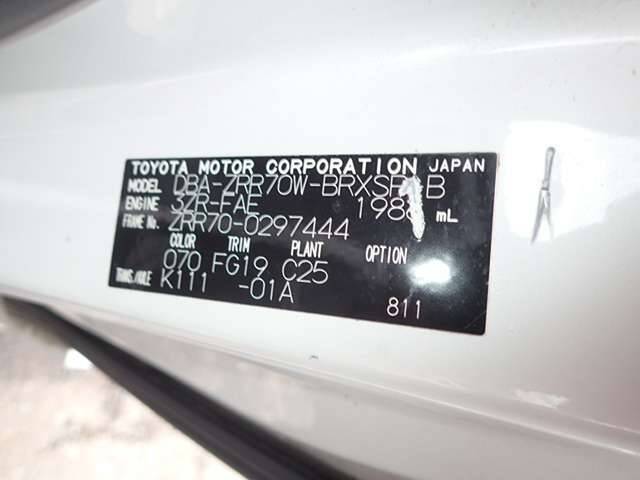 TOYOTA MOTOR CORPORATION JAPAN
MODEL
ENGINE 3ZR-FAE mL
FRAME No. ZRR70-0297444
COLOR TRIM PLANT OPTION
070 FG19 C25
TRANS/AXLE K111 -01A
811